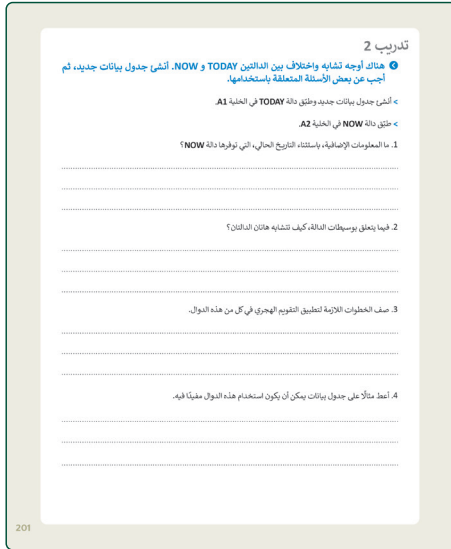 تدريب 2
هناك أوجه تشابه واختلاف بين الدالتين TODAY و NOW. أنشئ جدول بيانات جديد، ثم
أجب عن بعض الأسئلة المتعلقة باستخدامها.
> أنشئ جدول بيانات جديد وطبّق دالة TODAY في الخلية A1.
> طبّق دالة NOW في الخلية A2.
1. ما المعلومات الإضافية، باستثناء التاريخ الحالي، التي توفرها دالة NOW؟
2. فيما يتعلق بوسيطات الدالة، كيف تتشابه هاتان الدالتان؟
3. صف الخطوات اللازمة لتطبيق التقويم الهجري في كل من هذه الدوال.
4. أعط مثالًا على جدول بيانات يمكن أن يكون استخدام هذه الدوال مفيدًا فيه.
201